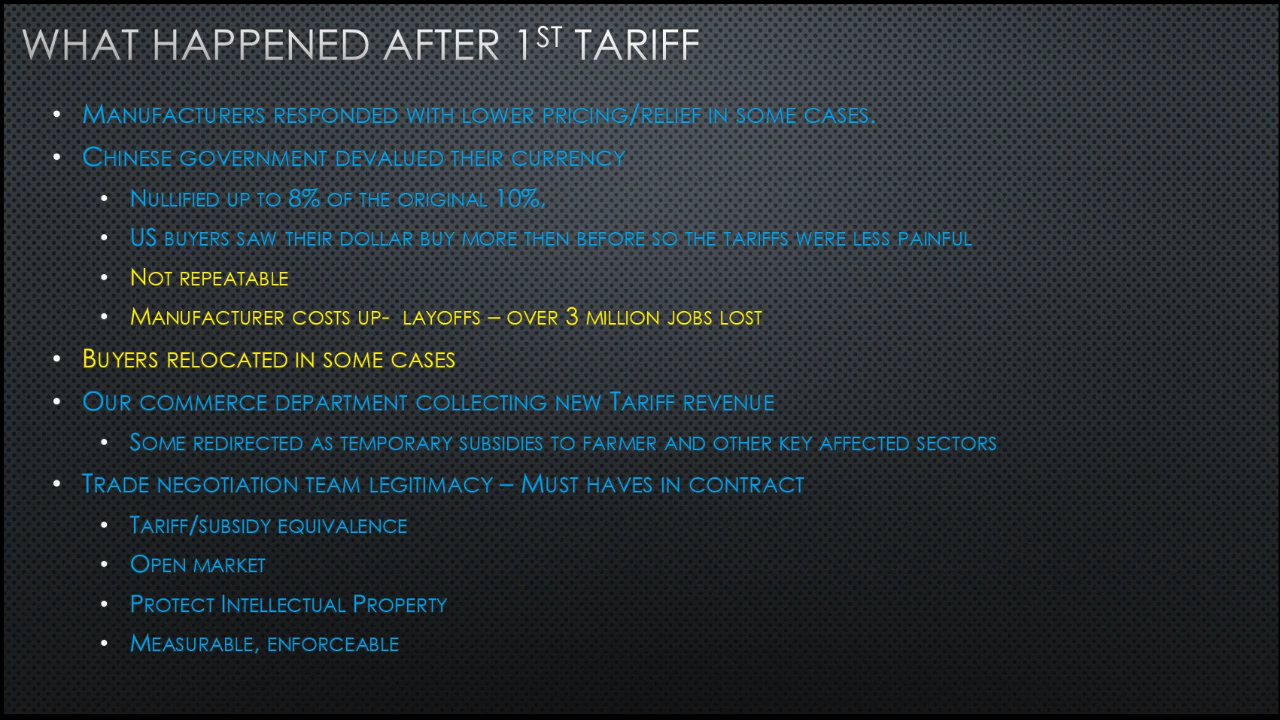 WHAT HAPPENED AFTER 1ST TARIFF
• MANUFACTURERS RESPONDED WITH LOWER PRICING/RELIEF IN SOME CASES.
• CHINESE GOVERNMENT DEVALUED THEIR CURRENCY
• NULLIFIED UP TO 8% OF THE ORIGINAL 10%,
• US BUYERS SAW THEIR DOLLAR BUY MORE THEN BEFORE SO THE TARIFFS WERE LESS PAINFUL
• NOT REPEATABLE
• MANUFACTURER COSTS UP- LAYOFFS – OVER 3 MILLION JOBS LOST
• BUYERS RELOCATED IN SOME CASES
• OUR COMMERCE DEPARTMENT COLLECTING NEW TARIFF REVENUE
• SOME REDIRECTED AS TEMPORARY SUBSIDIES TO FARMER AND OTHER KEY AFFECTED SECTORS
• TRADE NEGOTIATION TEAM LEGITIMACY – MUST HAVES IN CONTRACT
• TARIFF/SUBSIDY EQUIVALENCE
• OPEN MARKET
• PROTECT INTELLECTUAL PROPERTY
• MEASURABLE, ENFORCEABLE